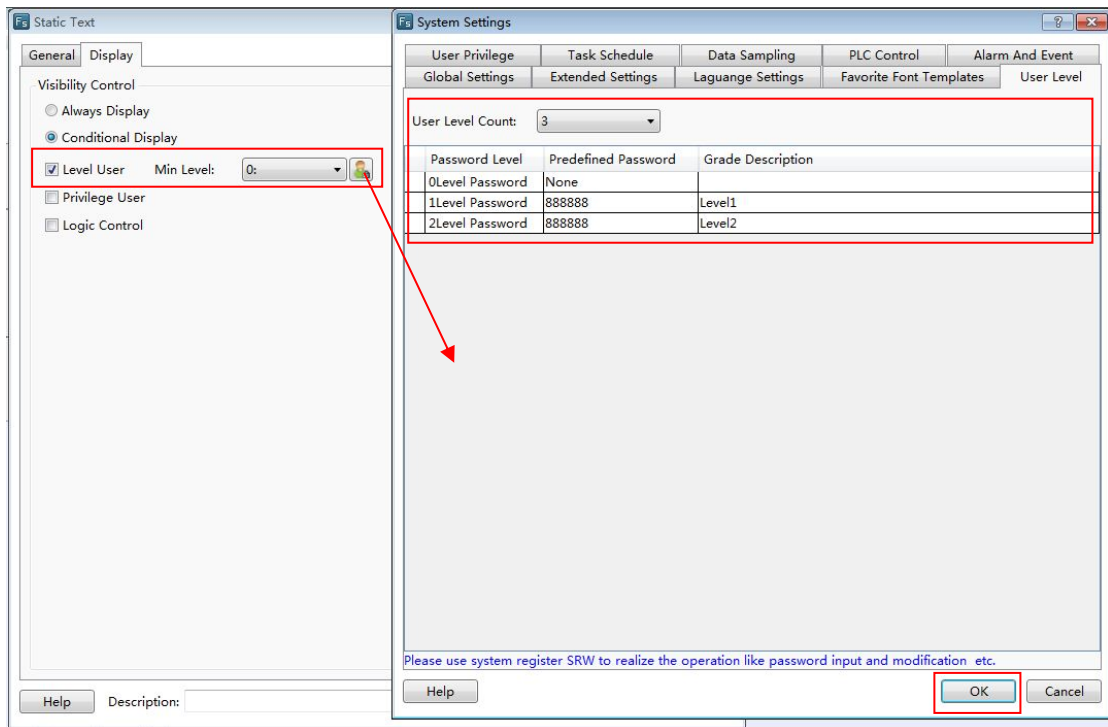 Fs Static Text
General Display
Visibility Control
Always Display
Conditional Display
Level User Min Level: 0:
Privilege User
Logic Control
Help Description:
Fs System Settings
User Privilege Task Schedule Data Sampling PLC Control Alarm And Event
Global Settings Extended Settings Laguange Settings Favorite Font Templates User Level
User Level Count: 3
Password Level Predefined Password Grade Description
0Level Password None
1Level Password 888888 Level1
2Level Password 888888 Level2
Please use system register SRW to realize the operation like password input and modification etc.
Help OK Cancel